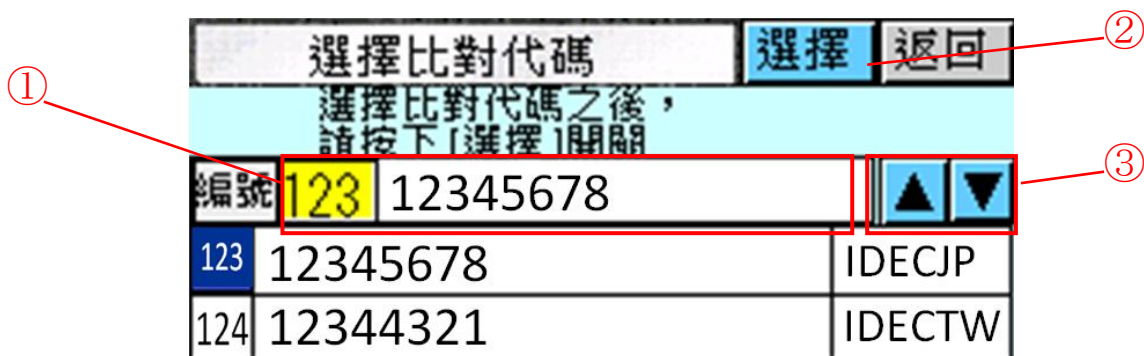 ②
選擇比對代碼 選擇 返回
①
選擇比對代碼之後，
請按下[選擇]開關
③
編號 123 12345678 ▲ ▼
123 12345678 IDECJP
124 12344321 IDECTW